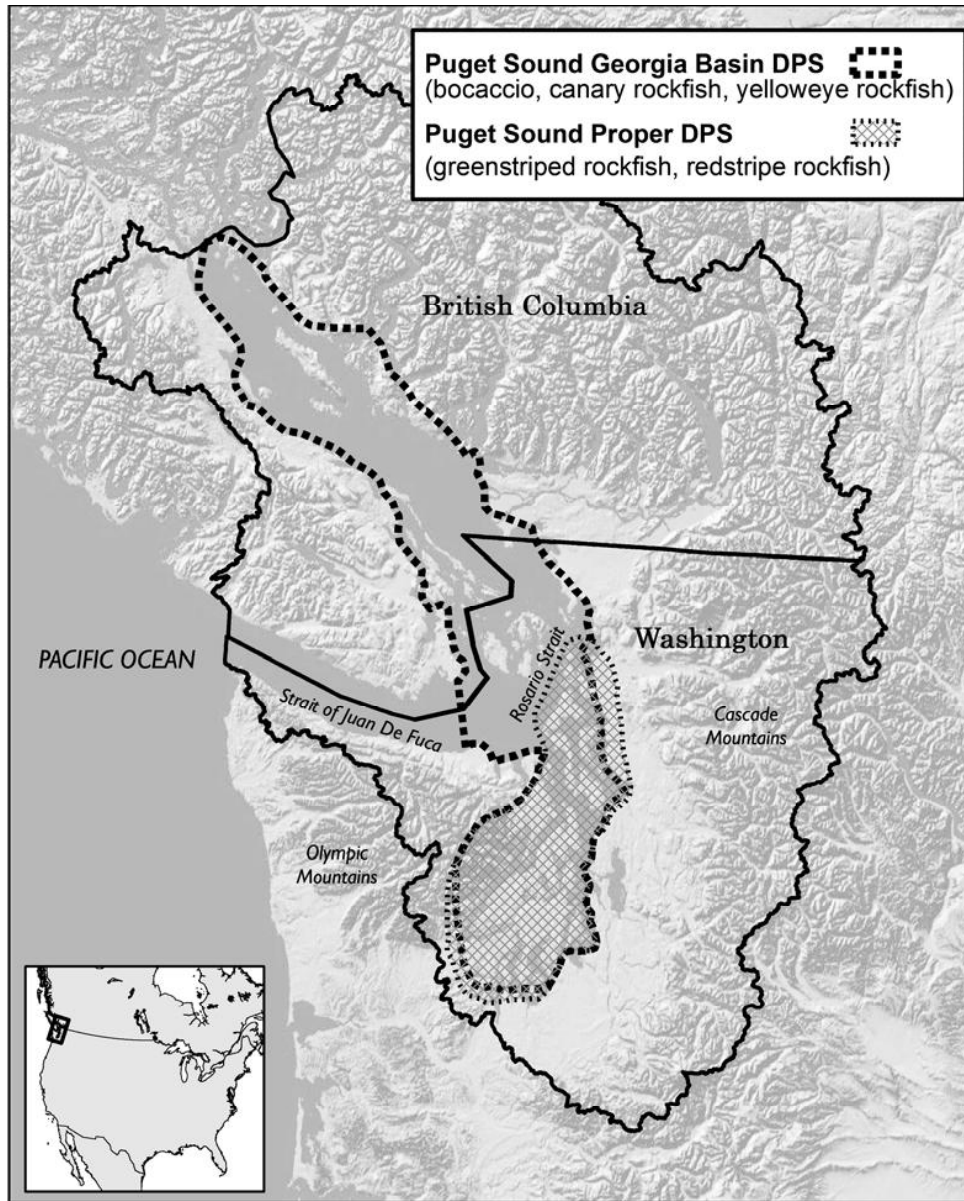 Puget Sound Georgia Basin DPS
(bocaccio, canary rockfish, yelloweye rockfish)
Puget Sound Proper DPS
(greenstriped rockfish, redstripe rockfish)
British Columbia
Washington
PACIFIC OCEAN
Rosario Strait
Strait of Juan De Fuca
Cascade
Mountains
Olympic
Mountains